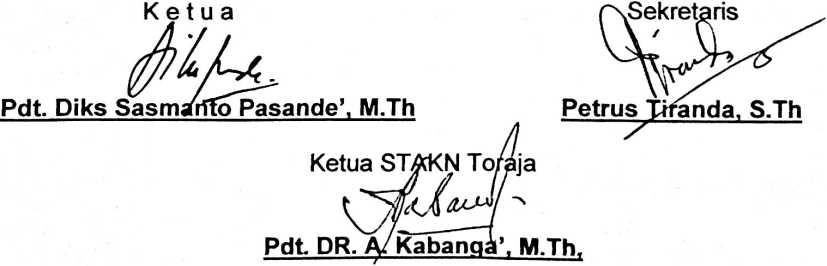 K e t u a
Sekretaris
Pdt. Diks Sasmanto Pasande', M.Th
Petrus Tiranda, S.Th
Ketua STAKN Toraja
Pdt. DR. A. Kabanga', M.Th,